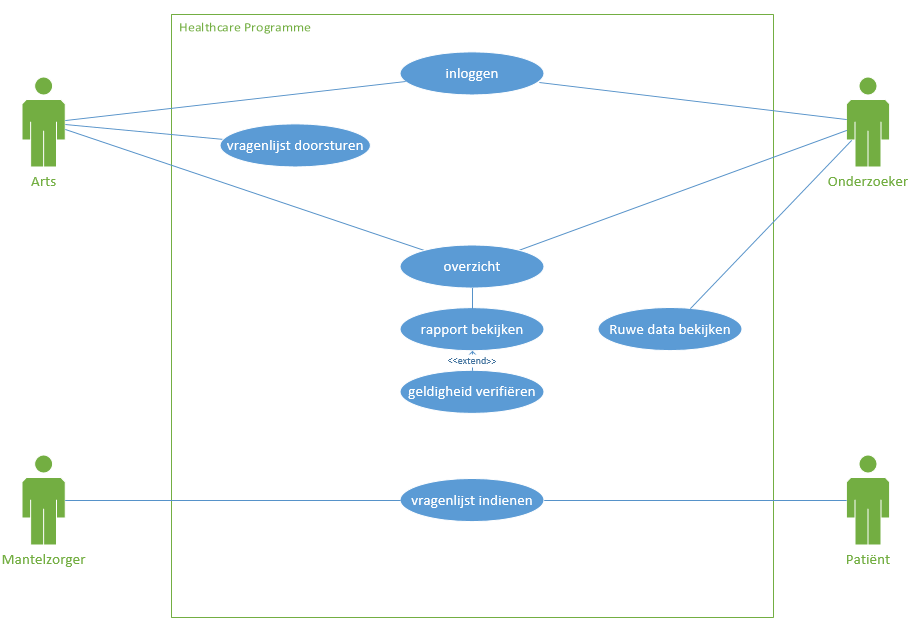 Healthcare Programme
inloggen
vragenlijst doorsturen
Arts
Onderzoeker
overzicht
rapport bekijken
Ruwe data bekijken
<<extend>>
geldigheid verifiëren
vragenlijst indienen
Mantelzorger
Patiënt